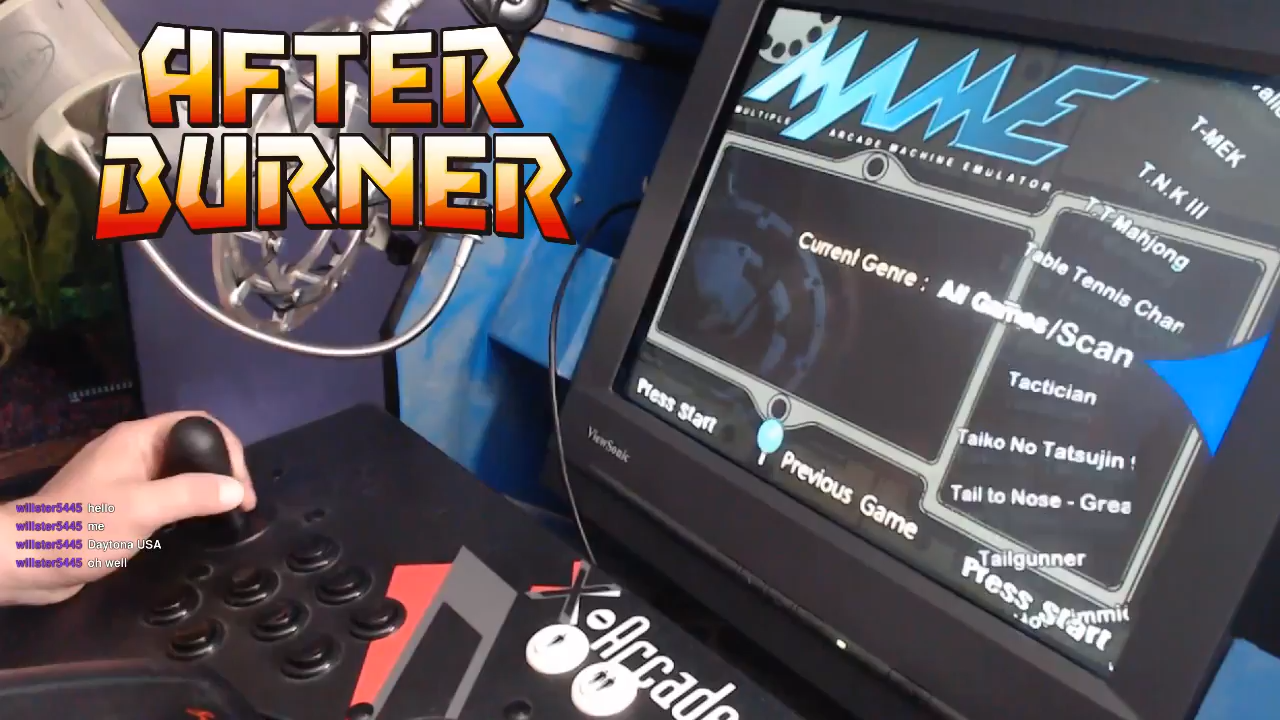 AFTER
BURNER
MAME
MULTIPLE ARCADE MACHINE EMULATOR
T-MEK
T.N.K III
T.T Mahjong
Table Tennis Cham
Current Genre : All Games/Scan
Tactician
Taiko No Tatsujin
Tail to Nose - Grea
Tailgunner
Press Start
Previous Game
Press Start
ViewSonic
willster5445 hello
willster5445 me
willster5445 Daytona USA
willster5445 oh well
X-Arcade